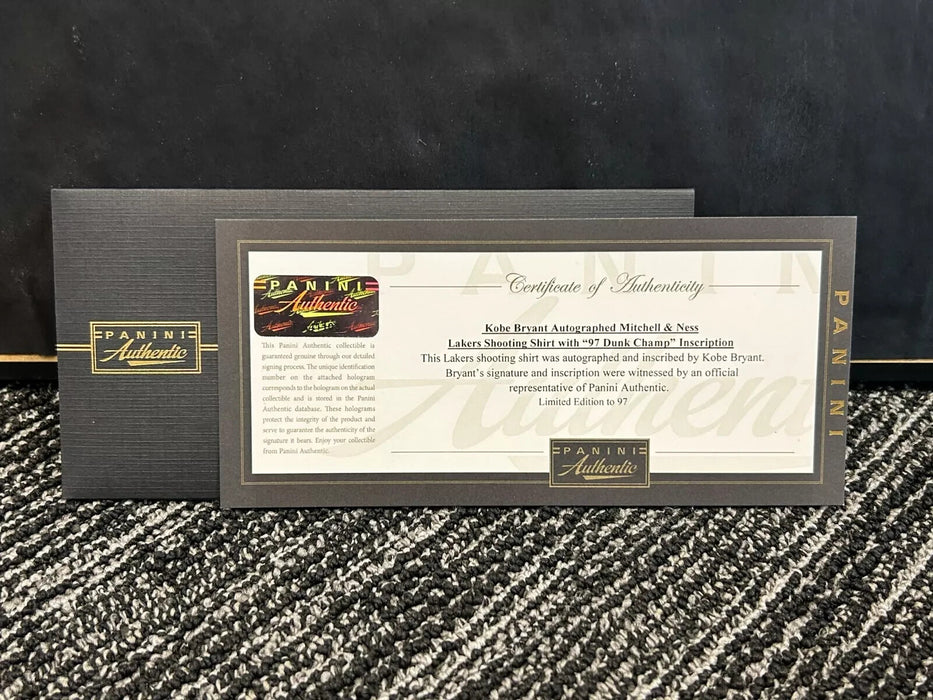 PANINI
Authentic
PANINI
Authentic
Certificate of Authenticity
Kobe Bryant Autographed Mitchell & Ness
Lakers Shooting Shirt with “97 Dunk Champ” Inscription
This Lakers shooting shirt was autographed and inscribed by Kobe Bryant.
Bryant’s signature and inscription were witnessed by an official
representative of Panini Authentic.
Limited Edition to 97
This Panini Authentic collectible is
guaranteed genuine through our detailed
signing process. The unique identification
number on the attached hologram
corresponds to the hologram on the actual
collectible and is stored in the Panini
Authentic database. These holograms
protect the integrity of the product and
serve to guarantee the authenticity of the
signature it bears. Enjoy your collectible
from Panini Authentic.
PANINI
Authentic
PANINI